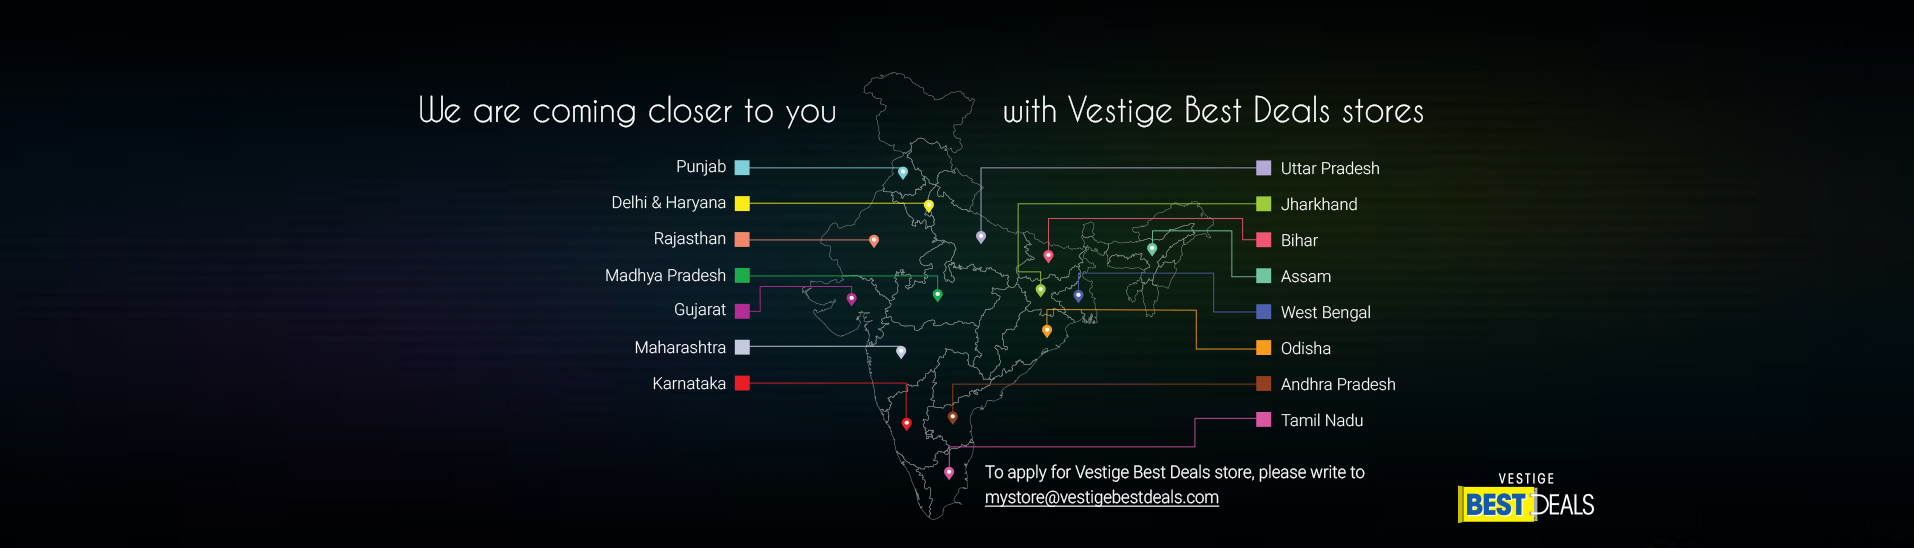 We are coming closer to you with Vestige Best Deals stores
Punjab
Delhi & Haryana
Rajasthan
Madhya Pradesh
Gujarat
Maharashtra
Karnataka
Uttar Pradesh
Jharkhand
Bihar
Assam
West Bengal
Odisha
Andhra Pradesh
Tamil Nadu
To apply for Vestige Best Deals store, please write to
mystore@vestigebestdeals.com
VESTIGE
BEST DEALS